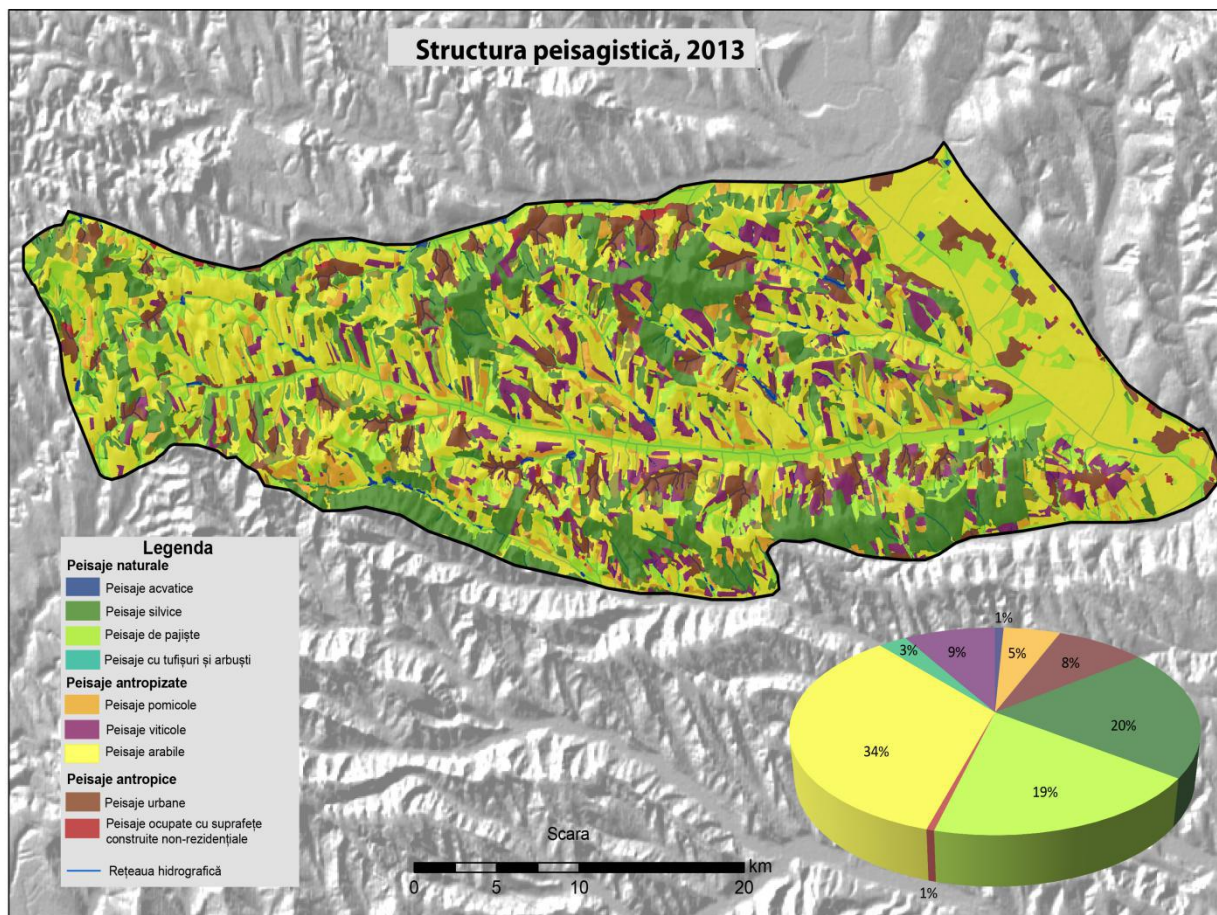 Structura peisagistică, 2013
Legenda
Peisaje naturale
Peisaje acvatice
Peisaje silvice
Peisaje de pajiște
Peisaje cu tufișuri și arbuști
Peisaje antropizate
Peisaje pomicole
Peisaje viticole
Peisaje arabile
Peisaje antropice
Peisaje urbane
Peisaje ocupate cu suprafețe
construite non-rezidențiale
Rețeaua hidrografică
Scara
km
0 5 10 20
1%
5%
8%
20%
19%
1%
34%
3%
9%